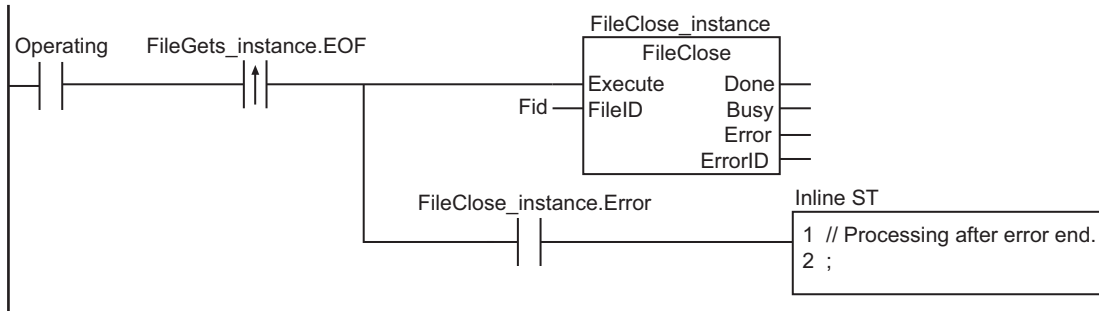 FileClose_instance
Operating
FileGets_instance.EOF
FileClose
Execute
Done
Fid
FileID
Busy
Error
ErrorID
FileClose_instance.Error
Inline ST
1 // Processing after error end.
2 ;